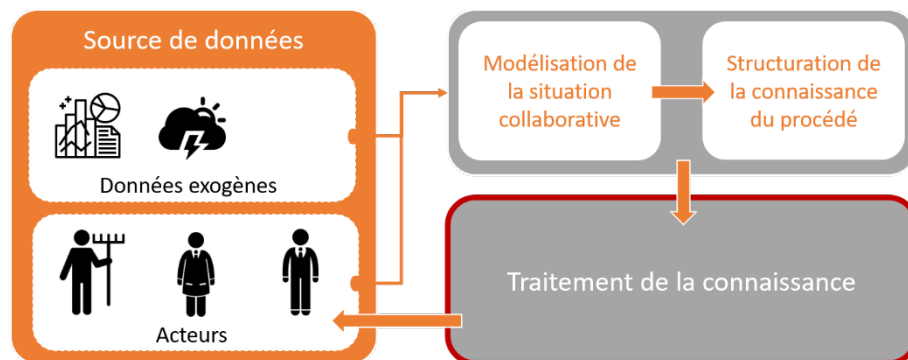 Source de données
Données exogènes
Acteurs
Modélisation de
la situation
collaborative
Structuration de
la connaissance
du procédé
Traitement de la connaissance